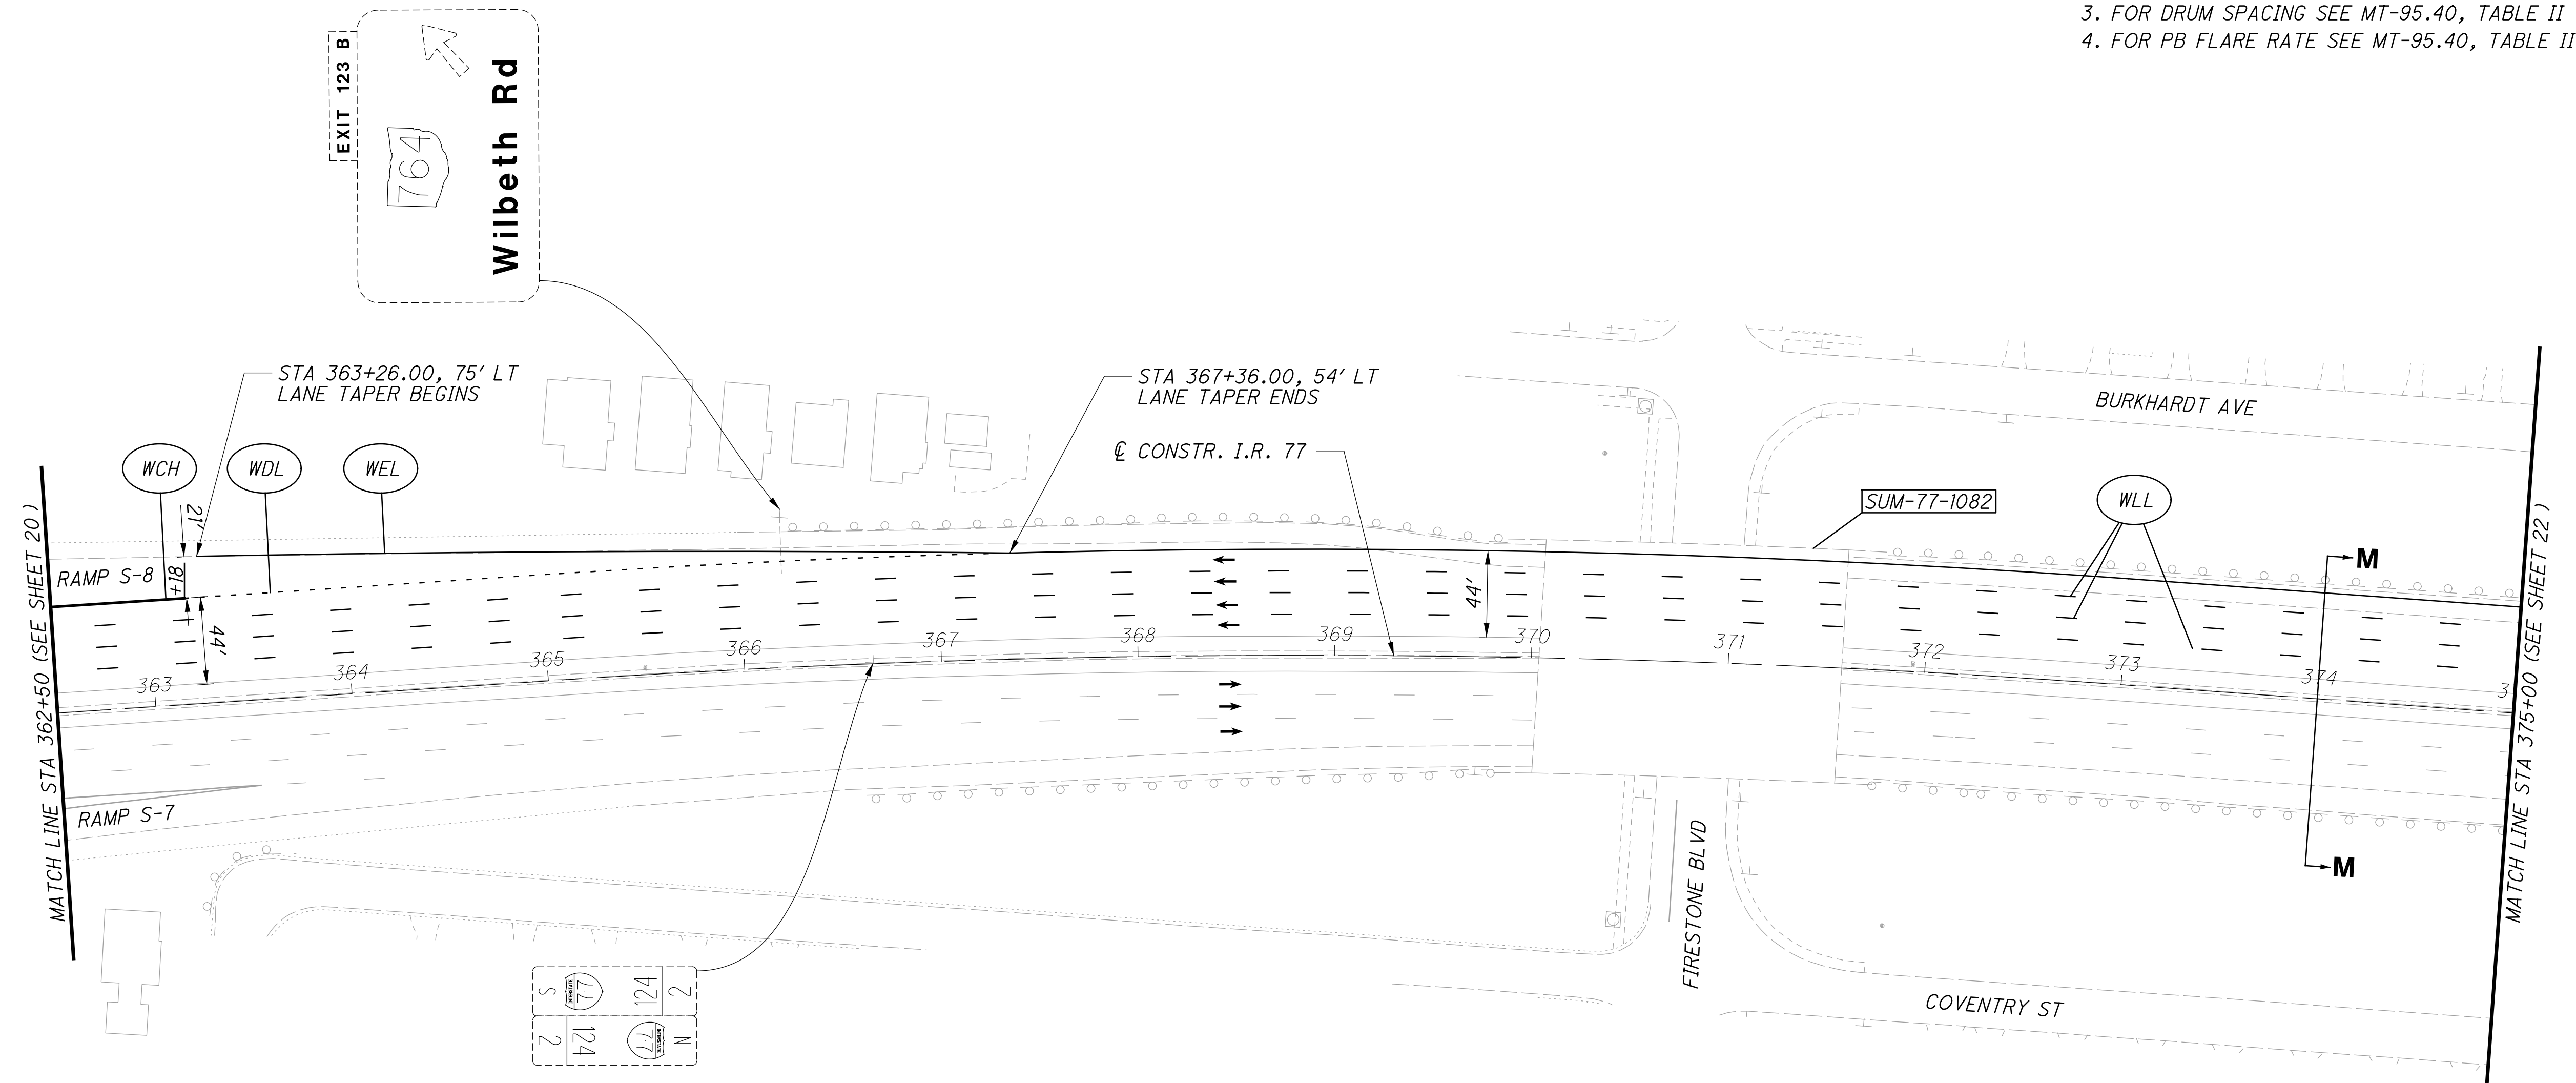 3. FOR DRUM SPACING SEE MT-95.40, TABLE II
4. FOR PB FLARE RATE SEE MT-95.40, TABLE II
EXIT 123 B
764
Wilbeth Rd
STA 363+26.00, 75' LT
LANE TAPER BEGINS
STA 367+36.00, 54' LT
LANE TAPER ENDS
℄ CONSTR. I.R. 77
BURKHARDT AVE
WCH
WDL
WEL
SUM-77-1082
WLL
MATCH LINE STA 362+50 (SEE SHEET 20)
MATCH LINE STA 375+00 (SEE SHEET 22)
21'
+18
44'
44'
RAMP S-8
M
M
363
364
365
366
367
368
369
370
371
372
373
374
3
RAMP S-7
FIRESTONE BLVD
COVENTRY ST
S
INTERSTATE
77
124
2
N
INTERSTATE
77
124
2